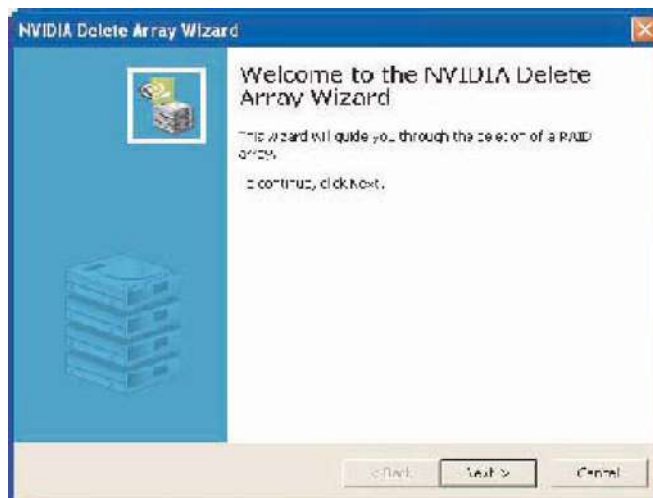 NVIDIA Delete Array Wizard
Welcome to the NVIDIA Delete
Array Wizard
This wizard will guide you through the deletion of a RAID
array.
To continue, click Next.
< Back
Next >
Cancel